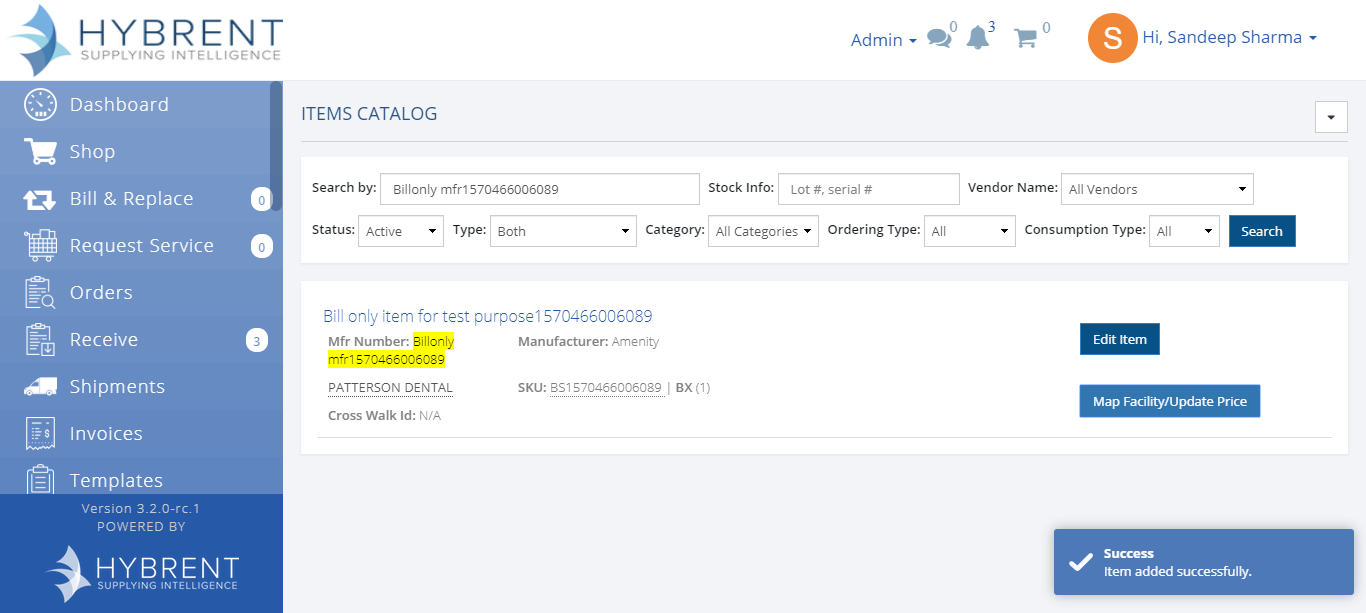 HYBRENT
SUPPLYING INTELLIGENCE
Admin
0
3
0
S
Hi, Sandeep Sharma
Dashboard
Shop
Bill & Replace 0
Request Service 0
Orders
Receive 3
Shipments
Invoices
Templates
Version 3.2.0-rc.1
POWERED BY
HYBRENT
SUPPLYING INTELLIGENCE
ITEMS CATALOG
Search by: Billonly mfr1570466006089 Stock Info: Lot #, serial # Vendor Name: All Vendors
Status: Active Type: Both Category: All Categories Ordering Type: All Consumption Type: All Search
Bill only item for test purpose1570466006089
Mfr Number: Billonly
mfr1570466006089
Manufacturer: Amenity
PATTERSON DENTAL
SKU: BS1570466006089 | BX (1)
Cross Walk Id: N/A
Edit Item
Map Facility/Update Price
Success
Item added successfully.